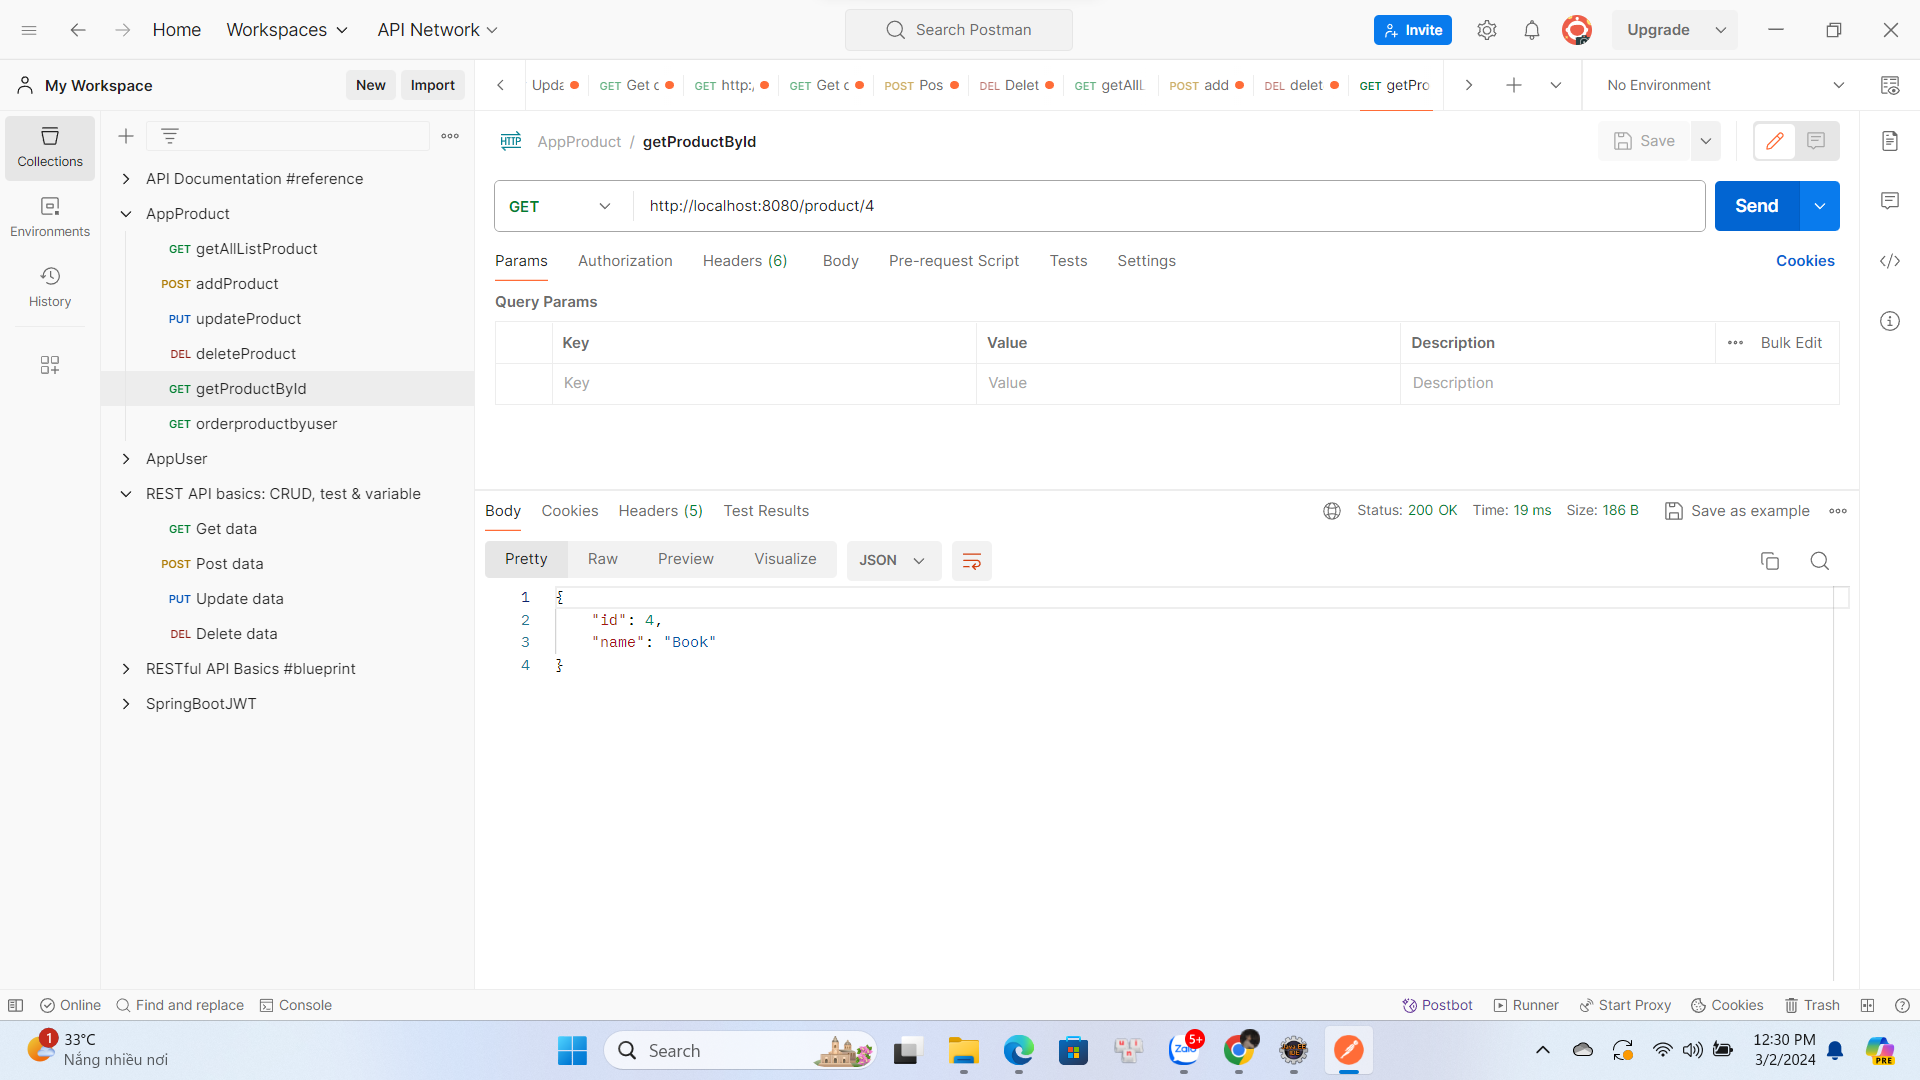 Home Workspaces API Network Search Postman Invite Upgrade
My Workspace New Import
Upda GET Get c GET http:/ GET Get c POST Pos DEL Delet GET getAllL POST add DEL delet GET getPro No Environment
Collections
Environments
History
API Documentation #reference
AppProduct
GET getAllListProduct
POST addProduct
PUT updateProduct
DEL deleteProduct
GET getProductById
GET orderproductbyuser
AppUser
REST API basics: CRUD, test & variable
GET Get data
POST Post data
PUT Update data
DEL Delete data
RESTful API Basics #blueprint
SpringBootJWT
HTTP AppProduct / getProductById Save
GET http://localhost:8080/product/4 Send
Params Authorization Headers (6) Body Pre-request Script Tests Settings Cookies
Query Params
Key Value Description Bulk Edit
Key Value Description
Body Cookies Headers (5) Test Results Status: 200 OK Time: 19 ms Size: 186 B Save as example
Pretty Raw Preview Visualize JSON
1 {
2 "id": 4,
3 "name": "Book"
4 }
Online Find and replace Console Postbot Runner Start Proxy Cookies Trash
1 33°C
Nắng nhiều nơi
Search
Zalo 5+
12:30 PM
3/2/2024
PRE